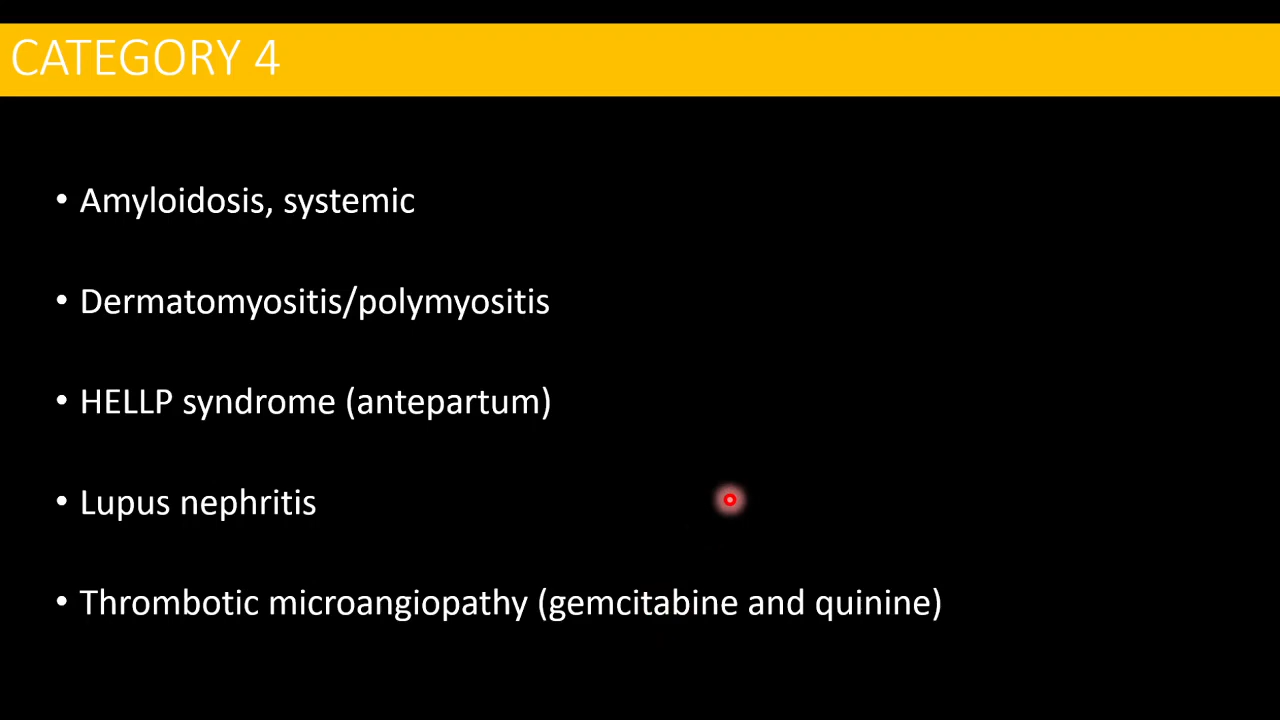 CATEGORY 4
• Amyloidosis, systemic
• Dermatomyositis/polymyositis
• HELLP syndrome (antepartum)
• Lupus nephritis
• Thrombotic microangiopathy (gemcitabine and quinine)